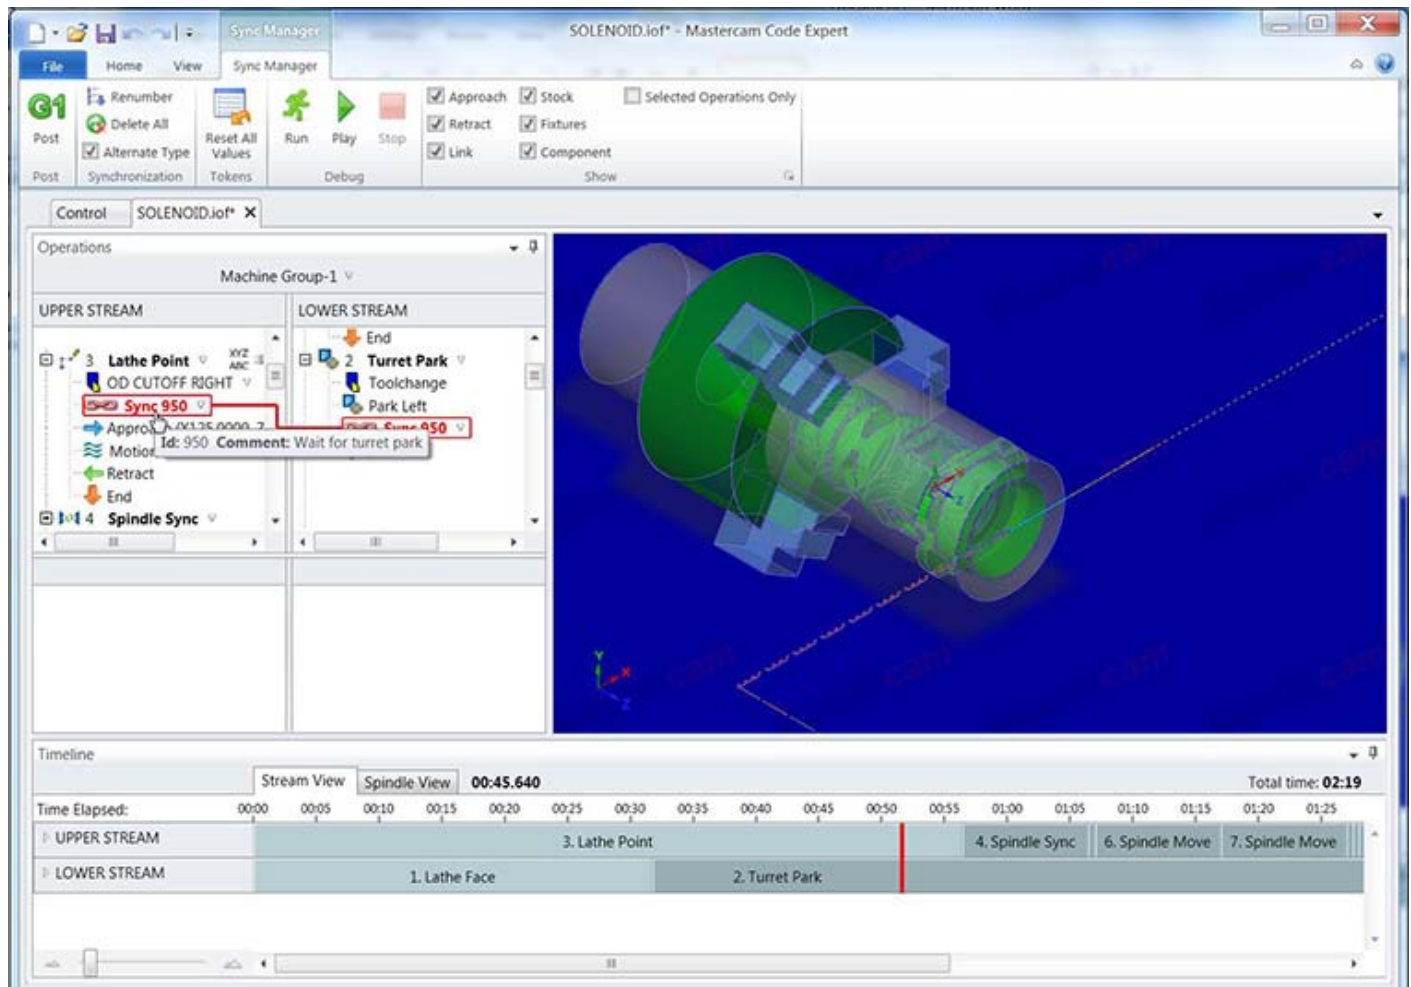 Sync Manager
SOLENOID.iof* - Mastercam Code Expert
File Home View Sync Manager
G1
Post
Renumber
Delete All
Alternate Type
Reset All Values
Run Play Stop
Approach Stock Selected Operations Only
Retract Fixtures
Link Component
Post Synchronization Tokens Debug Show
Control SOLENOID.iof*
Operations
Machine Group-1
UPPER STREAM LOWER STREAM
End
3 Lathe Point XYZ ABC 2 Turret Park
OD CUTOFF RIGHT Toolchange
Sync 950 Park Left
Sync 950
Id: 950 Comment: Wait for turret park
Retract
End
4 Spindle Sync
Y
X
Z
Timeline
Stream View Spindle View 00:45.640 Total time: 02:19
Time Elapsed: 00:00 00:05 00:10 00:15 00:20 00:25 00:30 00:35 00:40 00:45 00:50 00:55 01:00 01:05 01:10 01:15 01:20 01:25
UPPER STREAM 3. Lathe Point 4. Spindle Sync 6. Spindle Move 7. Spindle Move
LOWER STREAM 1. Lathe Face 2. Turret Park